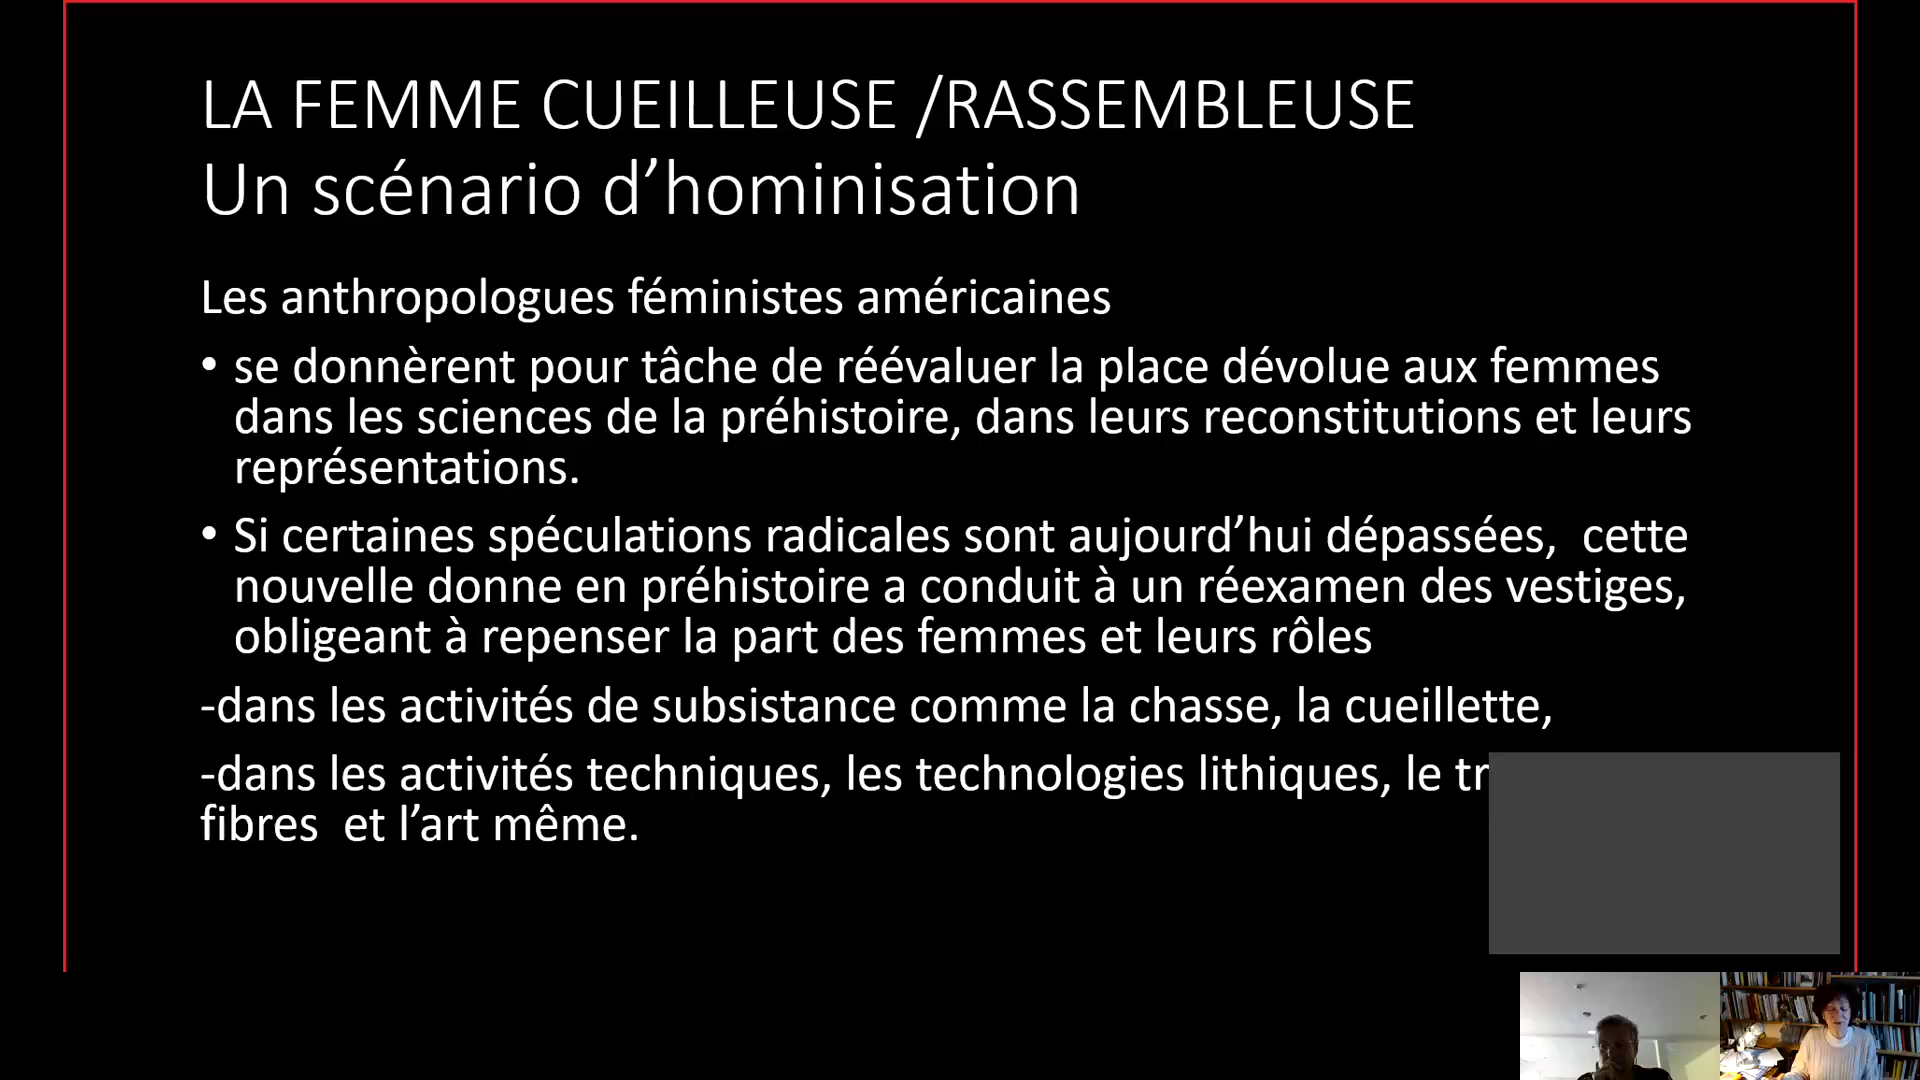 LA FEMME CUEILLEUSE /RASSEMBLEUSE
Un scénario d’hominisation
Les anthropologues féministes américaines
• se donnèrent pour tâche de réévaluer la place dévolue aux femmes
dans les sciences de la préhistoire, dans leurs reconstitutions et leurs
représentations.
• Si certaines spéculations radicales sont aujourd’hui dépassées,  cette
nouvelle donne en préhistoire a conduit à un réexamen des vestiges,
obligeant à repenser la part des femmes et leurs rôles
-dans les activités de subsistance comme la chasse, la cueillette,
-dans les activités techniques, les technologies lithiques, le
fibres  et l’art même.